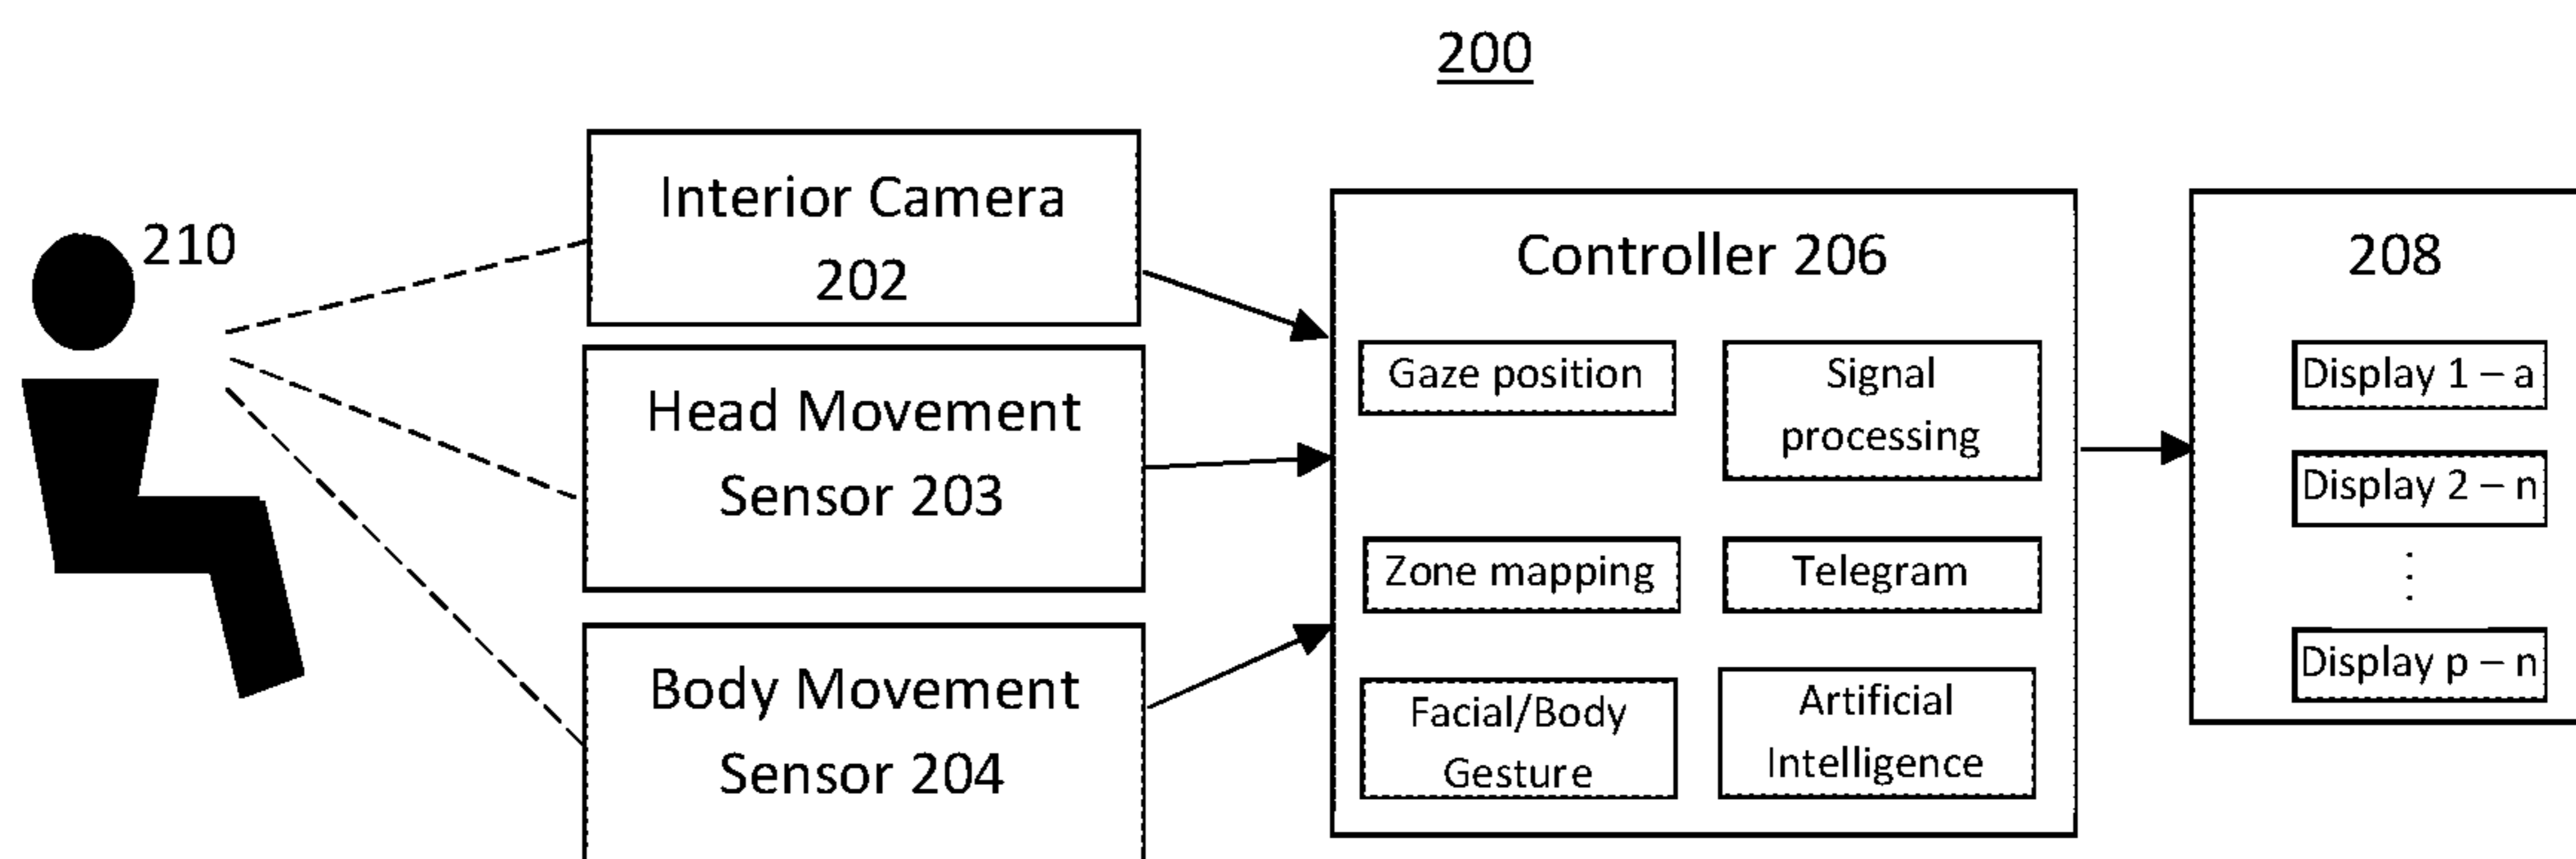 200
210
Interior Camera
202
Head Movement
Sensor 203
Body Movement
Sensor 204
Controller 206
Gaze position
Signal
processing
Zone mapping
Telegram
Facial/Body
Gesture
Artificial
Intelligence
208
Display 1 – a
Display 2 – n
⋮
Display p – n